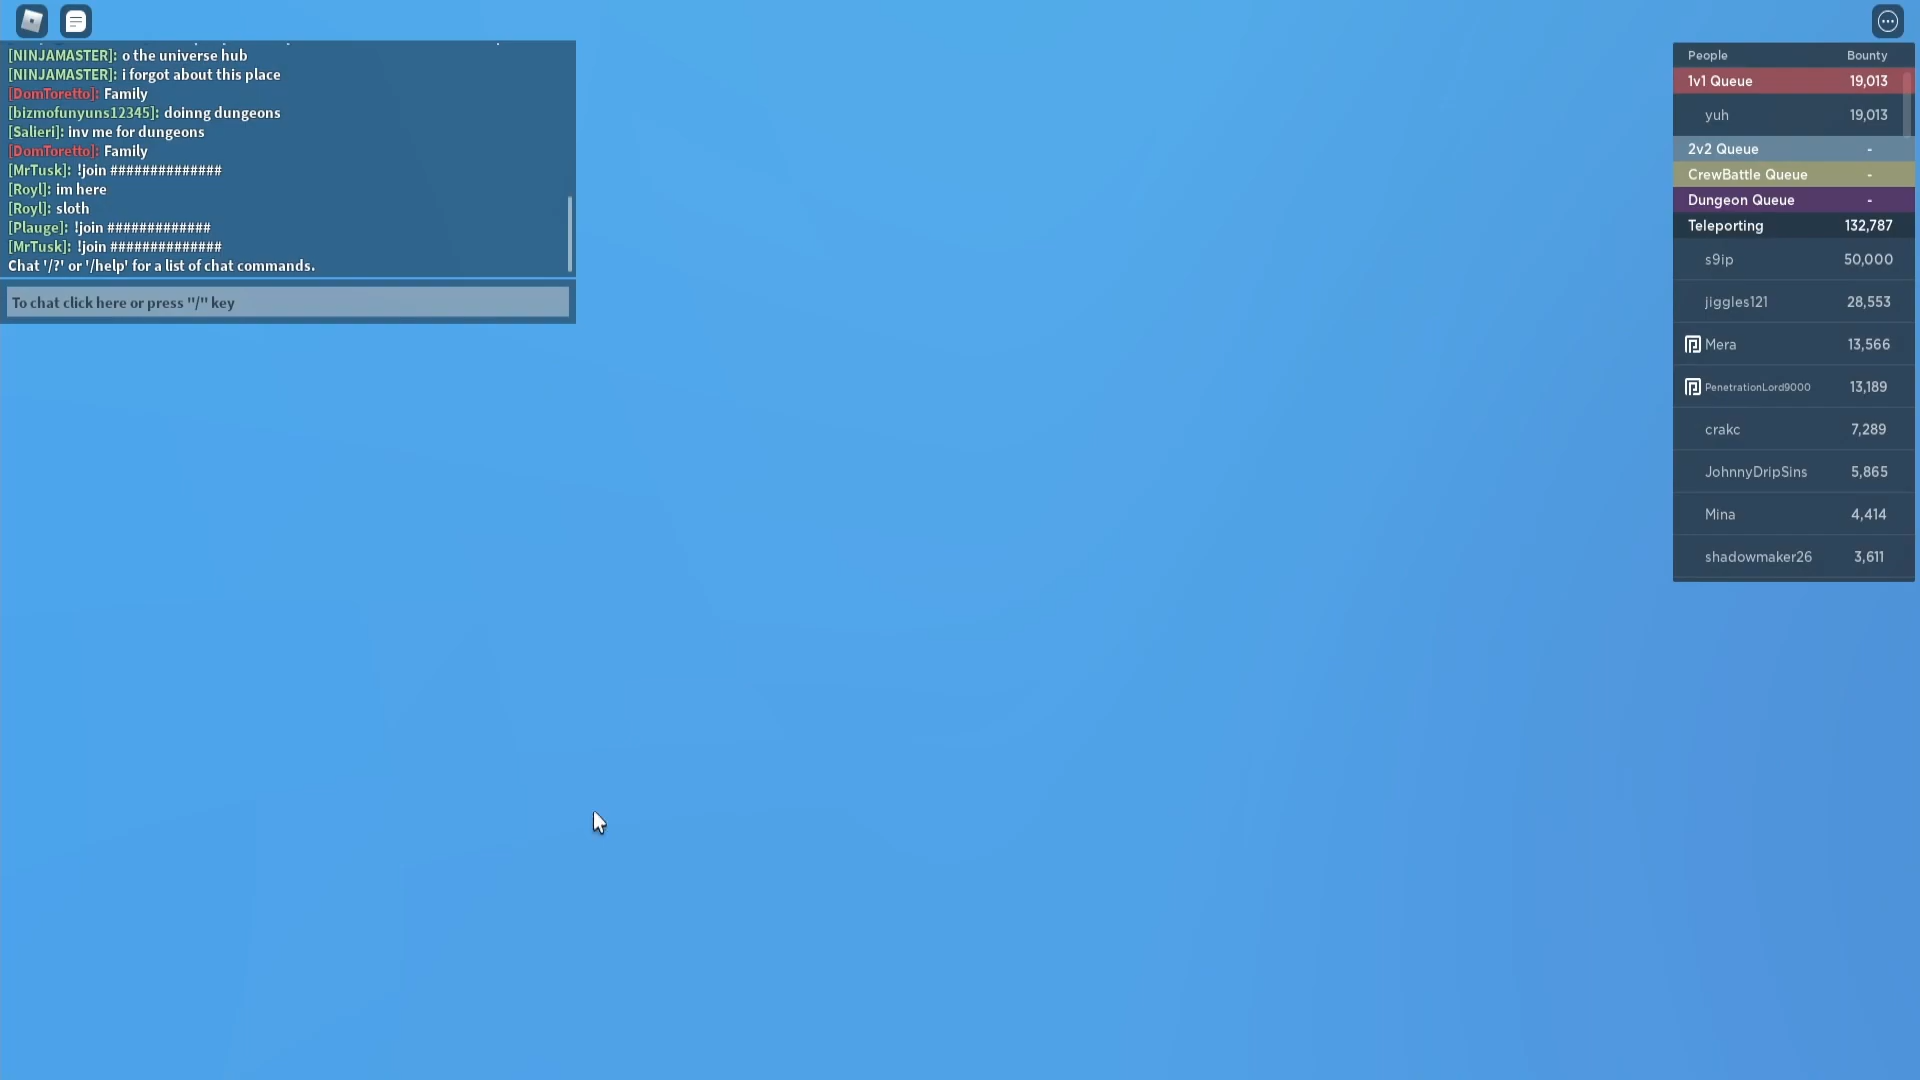 [NINJAMASTER]: o the universe hub
[NINJAMASTER]: i forgot about this place
[DomToretto]: Family
[bizmofunyuns12345]: doinng dungeons
[Salieri]: inv me for dungeons
[DomToretto]: Family
[MrTusk]: !join ##############
[Royl]: im here
[Royl]: sloth
[Plauge]: !join #############
[MrTusk]: !join ##############
Chat '/?' or '/help' for a list of chat commands.
To chat click here or press "/" key
People Bounty
1v1 Queue 19,013
yuh 19,013
2v2 Queue -
CrewBattle Queue -
Dungeon Queue -
Teleporting 132,787
s9ip 50,000
jiggles121 28,553
Mera 13,566
PenetrationLord9000 13,189
crakc 7,289
JohnnyDripSins 5,865
Mina 4,414
shadowmaker26 3,611